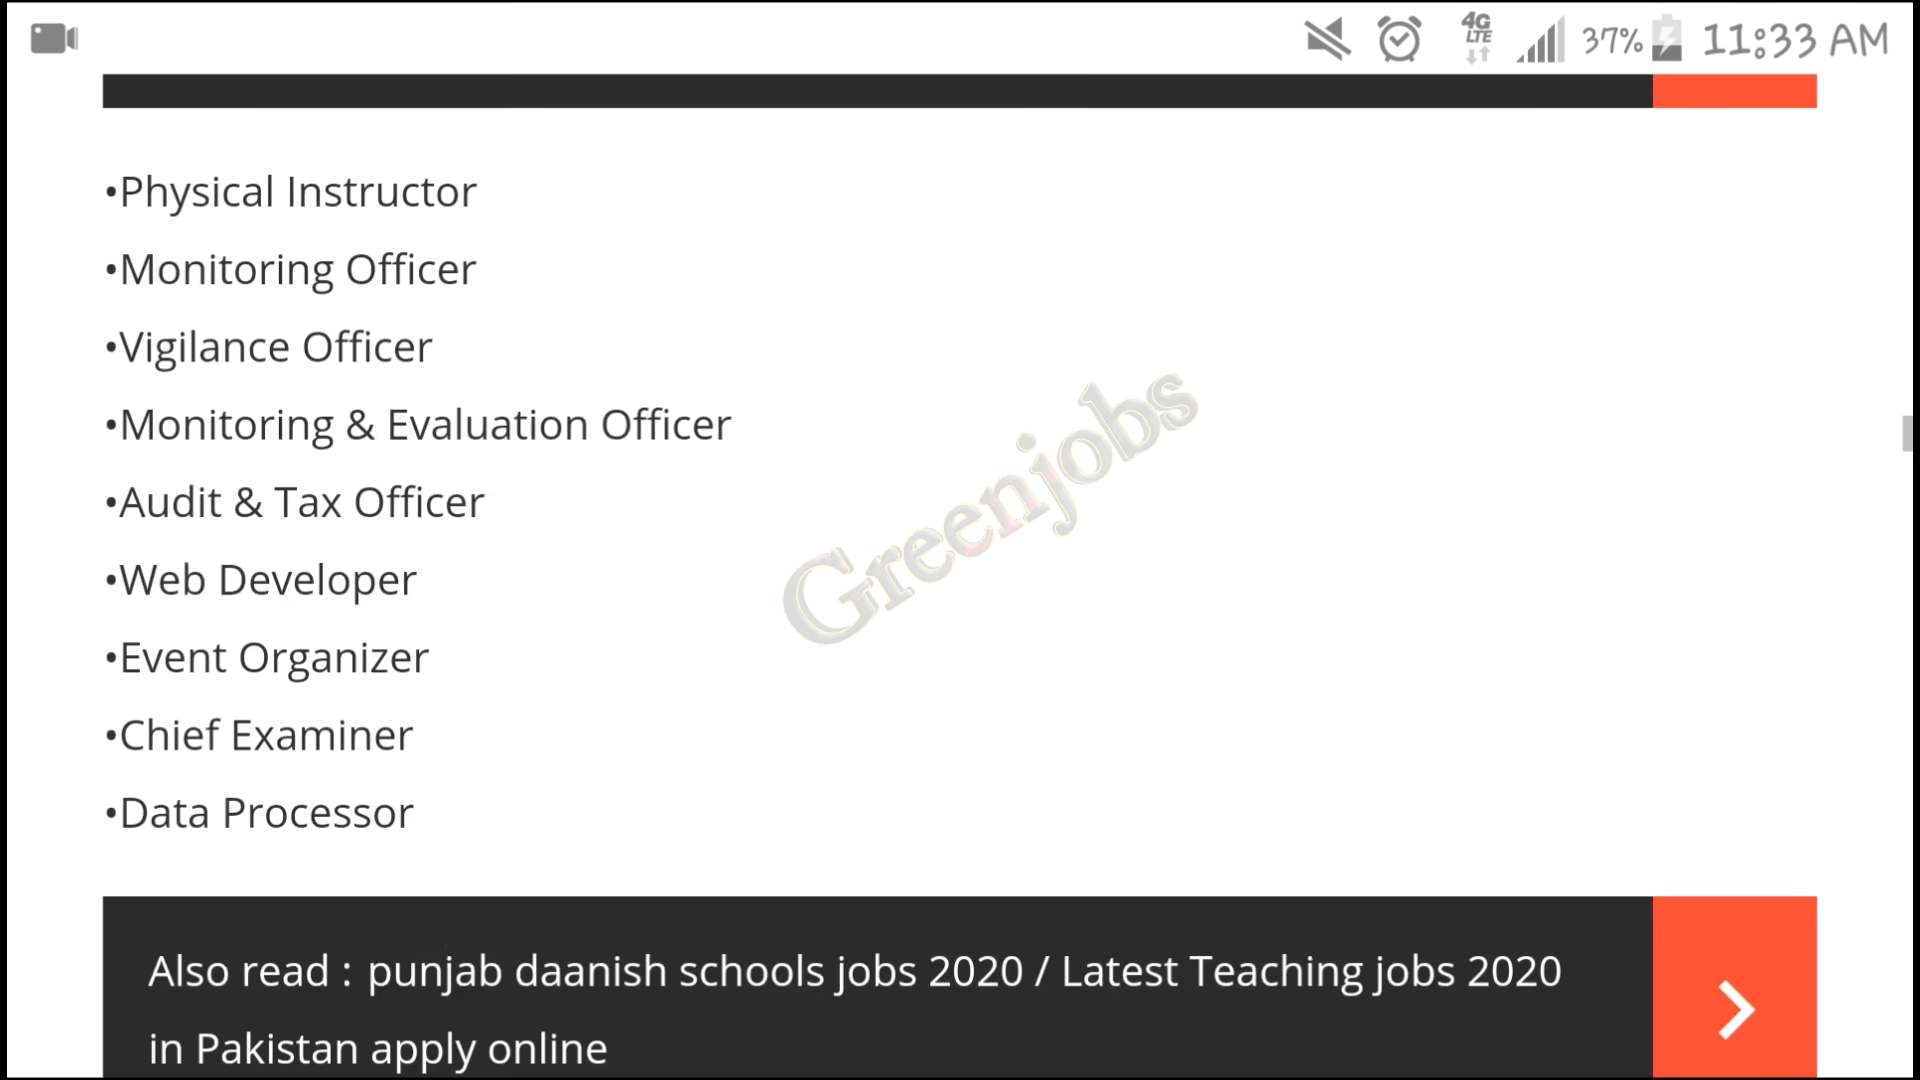 4G
LTE
37%
11:33 AM
•Physical Instructor
•Monitoring Officer
•Vigilance Officer
•Monitoring & Evaluation Officer
•Audit & Tax Officer
•Web Developer
•Event Organizer
•Chief Examiner
•Data Processor
Greenjobs
Also read : punjab daanish schools jobs 2020 / Latest Teaching jobs 2020
in Pakistan apply online